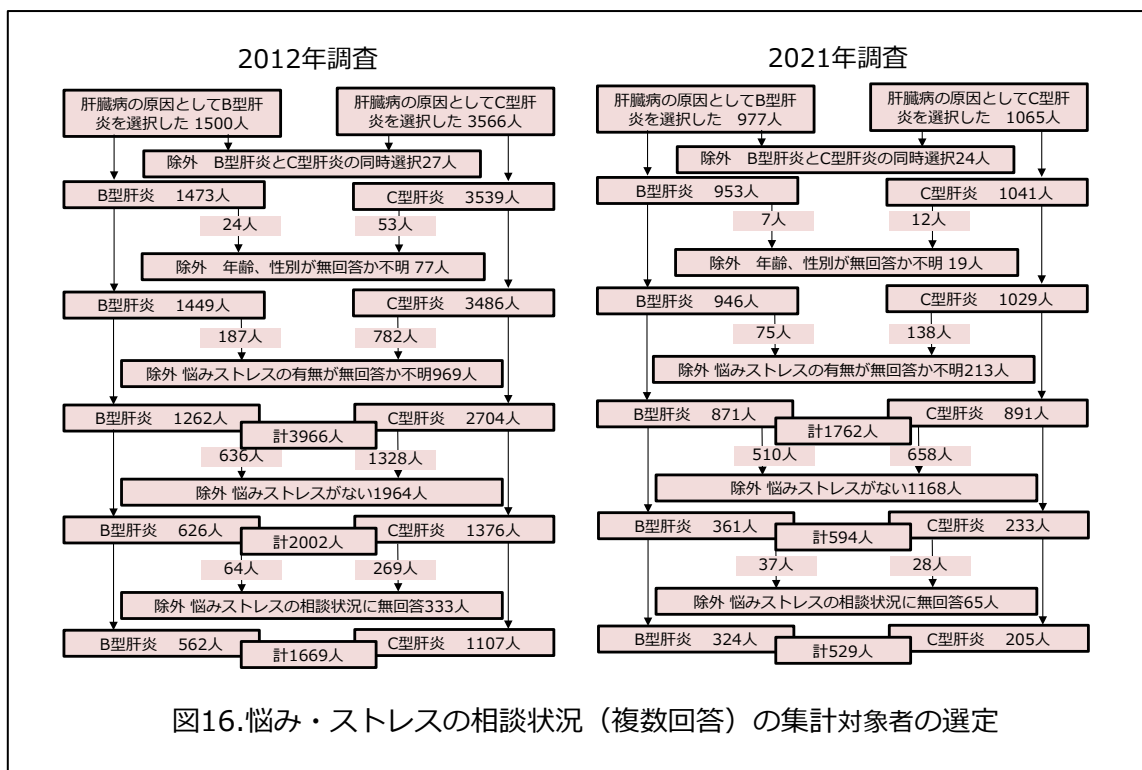 2012年調査
肝臓病の原因としてB型肝
炎を選択した 1500人
肝臓病の原因としてC型肝
炎を選択した 3566人
除外　B型肝炎とC型肝炎の同時選択27人
B型肝炎　1473人
C型肝炎　3539人
24人
53人
除外　年齢、性別が無回答か不明 77人
B型肝炎　1449人
C型肝炎　3486人
187人
782人
除外 悩みストレスの有無が無回答か不明969人
B型肝炎　1262人
C型肝炎　2704人
計3966人
636人
1328人
除外 悩みストレスがない1964人
B型肝炎　626人
C型肝炎　1376人
計2002人
64人
269人
除外 悩みストレスの相談状況に無回答333人
B型肝炎　562人
C型肝炎　1107人
計1669人
2021年調査
肝臓病の原因としてB型肝
炎を選択した　977人
肝臓病の原因としてC型肝
炎を選択した　1065人
除外　B型肝炎とC型肝炎の同時選択24人
B型肝炎　953人
C型肝炎　1041人
7人
12人
除外　年齢、性別が無回答か不明 19人
B型肝炎　946人
C型肝炎　1029人
75人
138人
除外 悩みストレスの有無が無回答か不明213人
B型肝炎　871人
C型肝炎　891人
計1762人
510人
658人
除外 悩みストレスがない1168人
B型肝炎　361人
C型肝炎　233人
計594人
37人
28人
除外 悩みストレスの相談状況に無回答65人
B型肝炎　324人
C型肝炎　205人
計529人
図16.悩み・ストレスの相談状況（複数回答）の集計対象者の選定